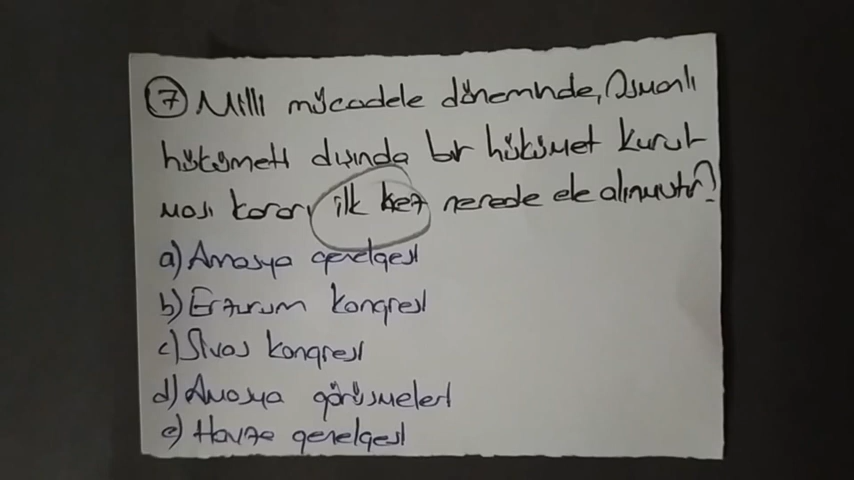 7 Milli mücadele döneminde, Osmanlı
hükümeti dışında bir hükümet kurul-
ması kararı ilk kez nerede ele alınmıştır?
a) Amasya genelgesi
b) Erzurum kongresi
c) Sivas kongresi
d) Amasya görüşmeleri
e) Havza genelgesi